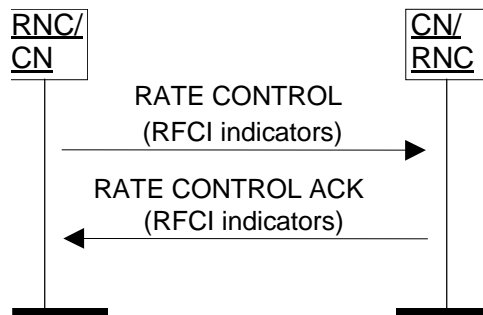 RNC/
CN
CN/
RNC
RATE CONTROL
(RFCI indicators)
RATE CONTROL ACK
(RFCI indicators)